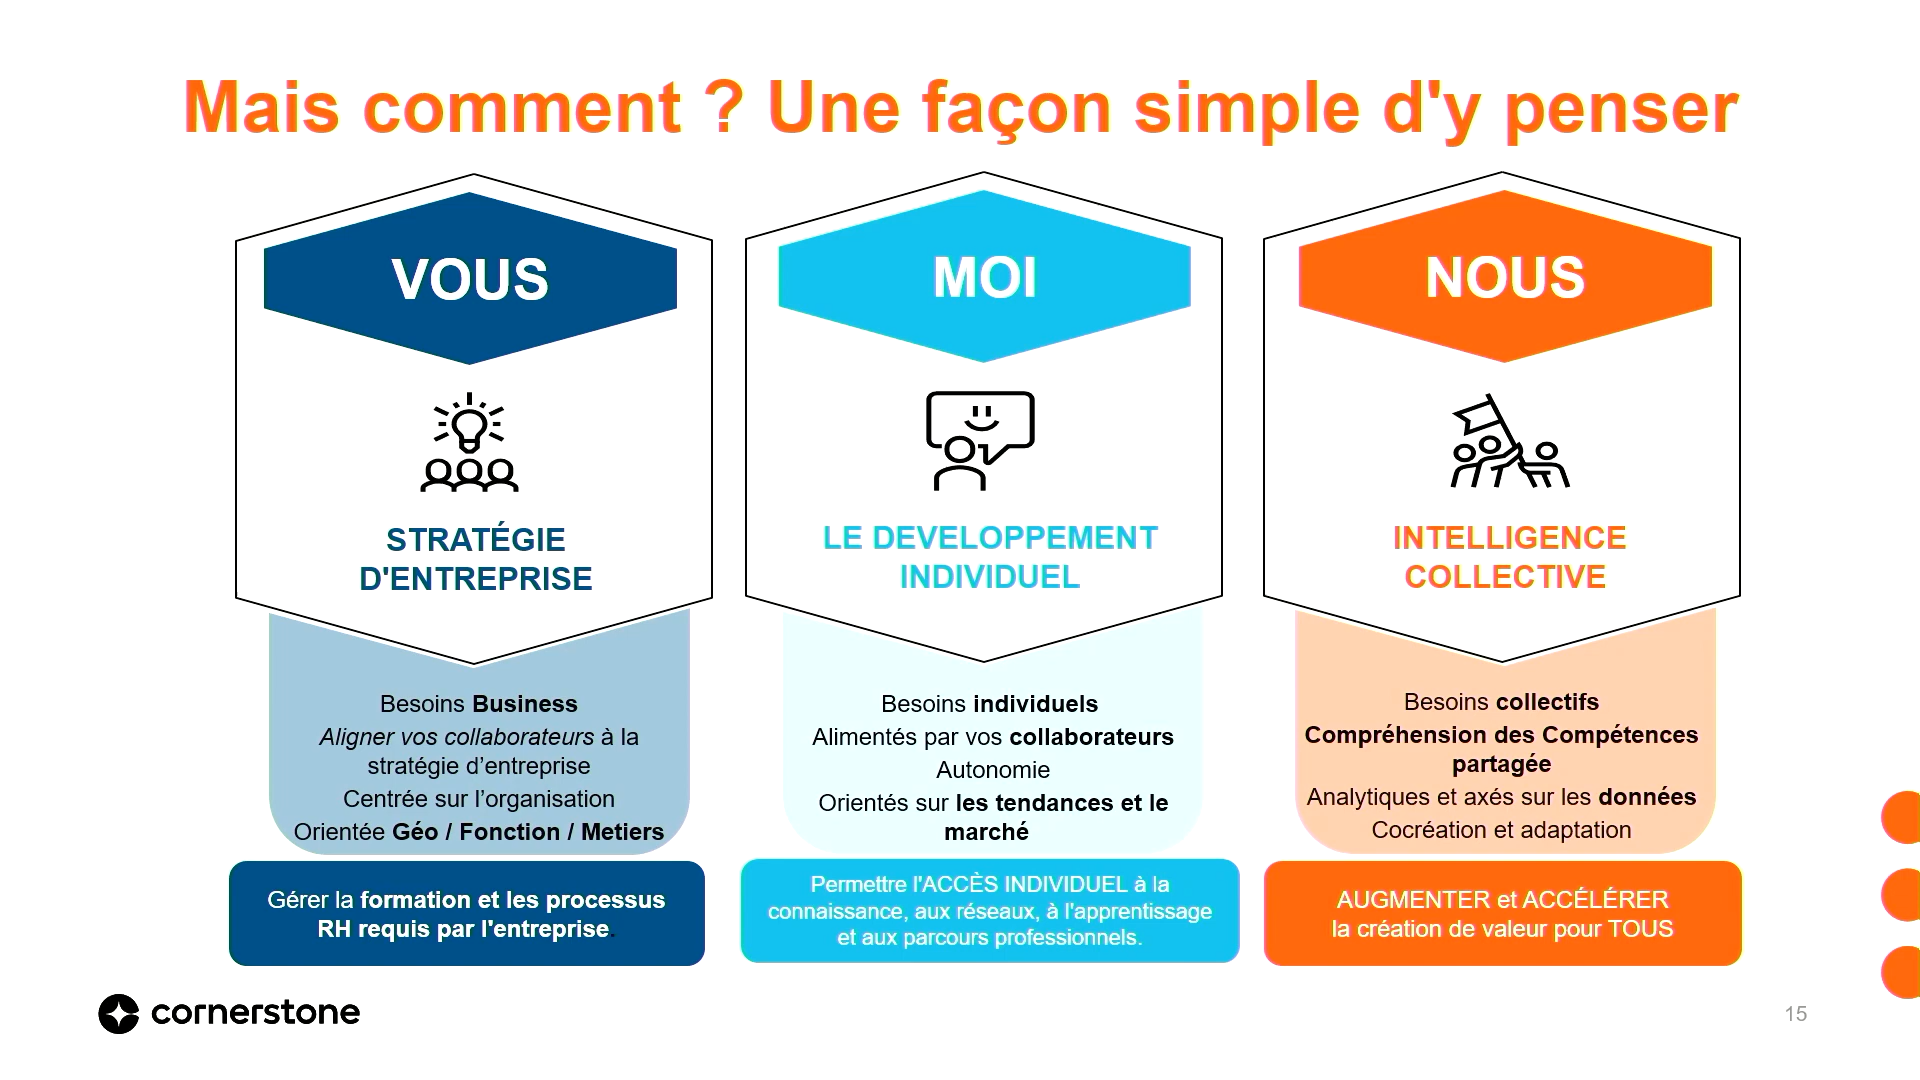 Mais comment ? Une façon simple d'y penser
VOUS
STRATÉGIE
D'ENTREPRISE
Besoins Business
Aligner vos collaborateurs à la
stratégie d’entreprise
Centrée sur l’organisation
Orientée Géo / Fonction / Metiers
Gérer la formation et les processus
RH requis par l'entreprise.
MOI
LE DEVELOPPEMENT
INDIVIDUEL
Besoins individuels
Alimentés par vos collaborateurs
Autonomie
Orientés sur les tendances et le
marché
Permettre l'ACCÈS INDIVIDUEL à la
connaissance, aux réseaux, à l'apprentissage
et aux parcours professionnels.
NOUS
INTELLIGENCE
COLLECTIVE
Besoins collectifs
Compréhension des Compétences
partagée
Analytiques et axés sur les données
Cocréation et adaptation
AUGMENTER et ACCÉLÉRER
la création de valeur pour TOUS
cornerstone
15